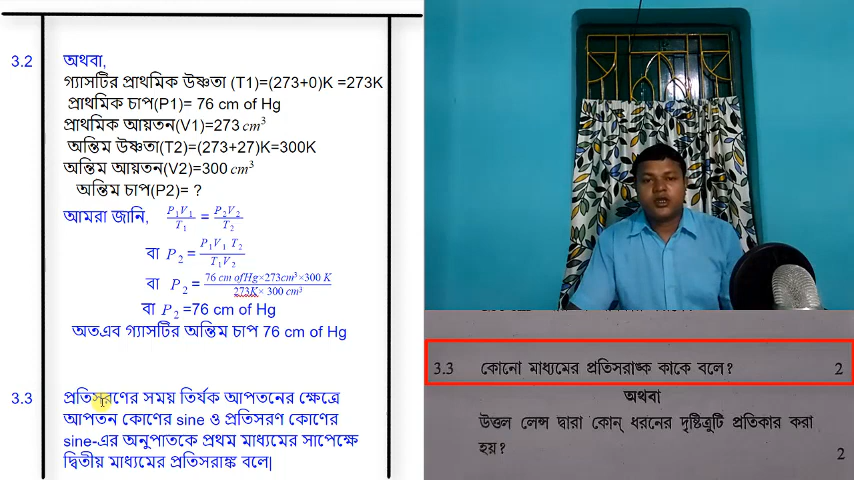 3.2 অথবা,
গ্যাসটির প্রাথমিক উষ্ণতা (T1)=(273+0)K =273K
প্রাথমিক চাপ(P1)= 76 cm of Hg
প্রাথমিক আয়তন(V1)=273 cm³
অন্তিম উষ্ণতা(T2)=(273+27)K=300K
অন্তিম আয়তন(V2)=300 cm³
অন্তিম চাপ(P2)= ?
আমরা জানি, P₁V₁/T₁ = P₂V₂/T₂
বা P₂ = P₁V₁ T₂/T₁V₂
বা P₂ = 76 cm ofHg×273cm³×300 K/273K× 300 cm³
বা P₂ =76 cm of Hg
অতএব গ্যাসটির অন্তিম চাপ 76 cm of Hg
3.3 প্রতিসরণের সময় তির্যক আপতনের ক্ষেত্রে
আপতন কোণের sine ও প্রতিসরণ কোণের
sine-এর অনুপাতকে প্রথম মাধ্যমের সাপেক্ষে
দ্বিতীয় মাধ্যমের প্রতিসরাঙ্ক বলে|
3.3 কোনো মাধ্যমের প্রতিসরাঙ্ক কাকে বলে? 2
অথবা
উত্তল লেন্স দ্বারা কোন্ ধরনের দৃষ্টিত্রুটি প্রতিকার করা
হয়? 2